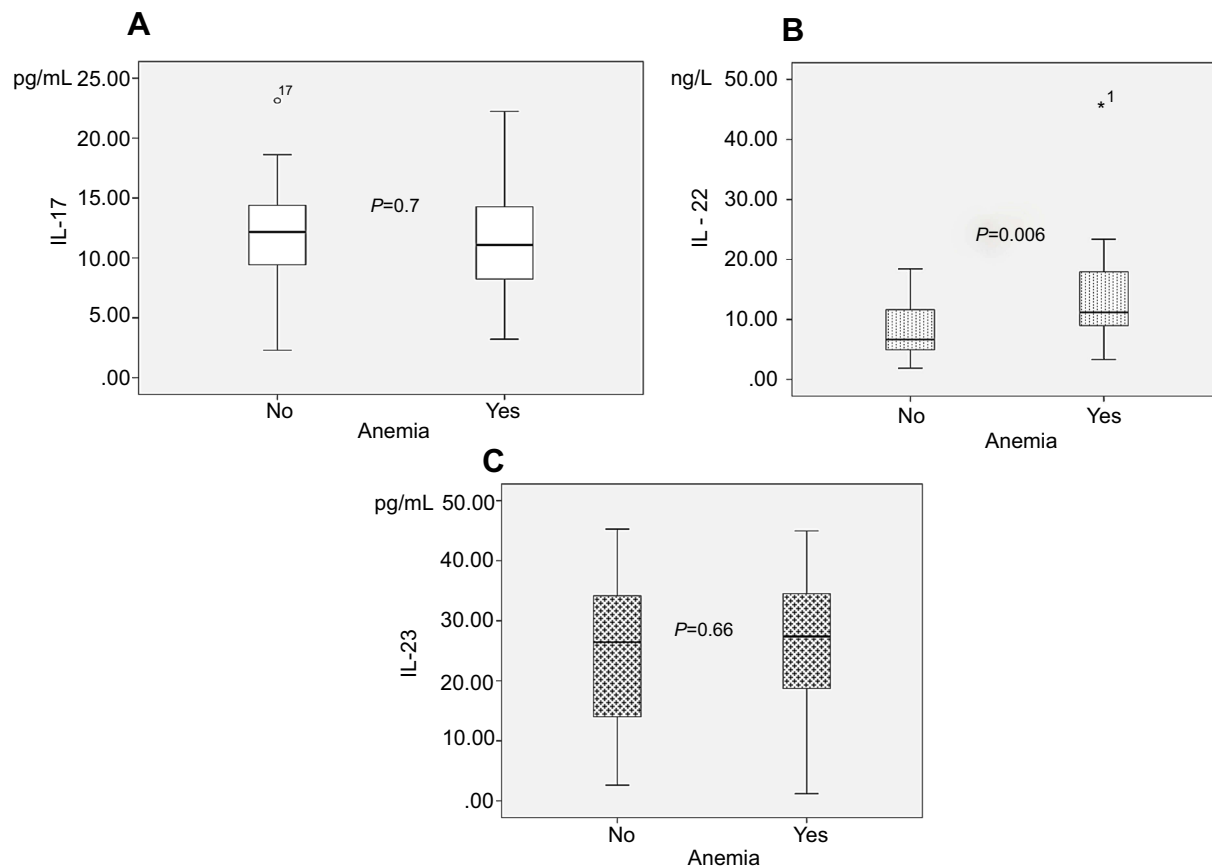 A
pg/mL
25.00
20.00
15.00
10.00
5.00
.00
IL-17
17
P=0.7
No
Yes
Anemia
B
ng/L
50.00
40.00
30.00
20.00
10.00
.00
IL - 22
*1
P=0.006
No
Yes
Anemia
C
pg/mL
50.00
40.00
30.00
20.00
10.00
.00
IL-23
P=0.66
No
Yes
Anemia